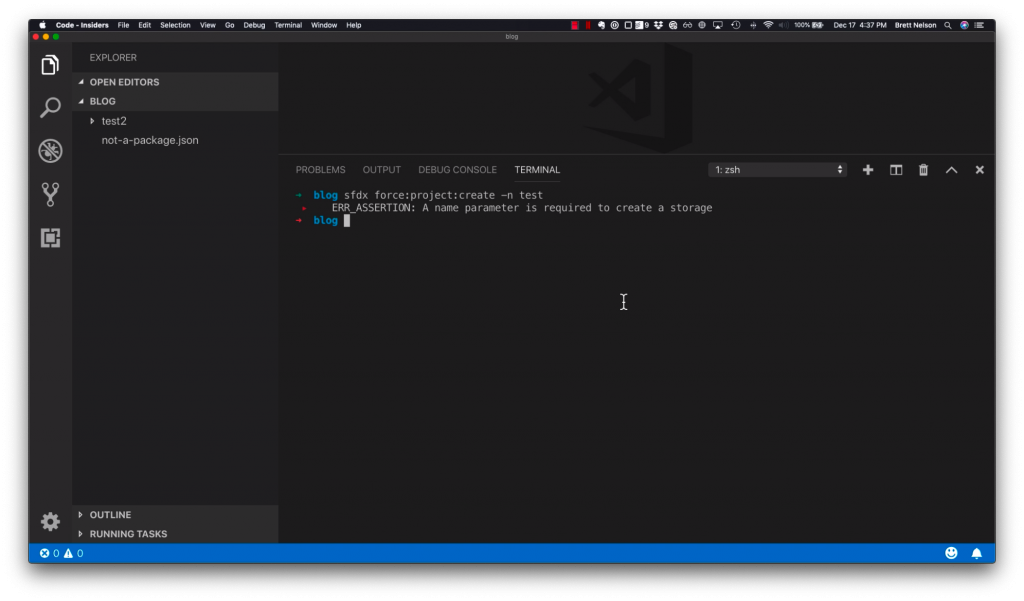 Code - Insiders File Edit Selection View Go Debug Terminal Window Help 9 100% Dec 17 4:37 PM Brett Nelson
blog
EXPLORER
OPEN EDITORS
BLOG
test2
not-a-package.json
OUTLINE
RUNNING TASKS
PROBLEMS OUTPUT DEBUG CONSOLE TERMINAL 1: zsh
blog sfdx force:project:create -n test
ERR_ASSERTION: A name parameter is required to create a storage
blog
0 0